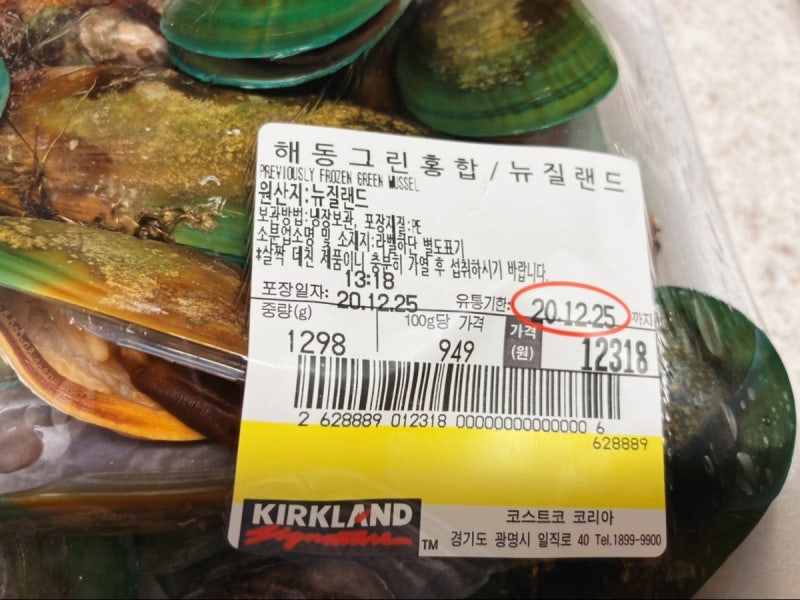 해동그린홍합/뉴질랜드
PREVIOUSLY FROZEN GREEN MUSSEL
원산지:뉴질랜드
보관방법:냉장보관, 포장재질:PE
소분업소명 및 소재지:라벨하단 별도표기
*살짝 데친 제품이니 충분히 가열 후 섭취하시기 바랍니다.
13:18
포장일자: 20.12.25 유통기한: 20.12.25 까지
중량(g) 100g당 가격 가격(원)
1298 949 12318
2 628889 012318 00000000000000 6
628889
KIRKLAND
Signature TM
코스트코 코리아
경기도 광명시 일직로 40 Tel.1899-9900